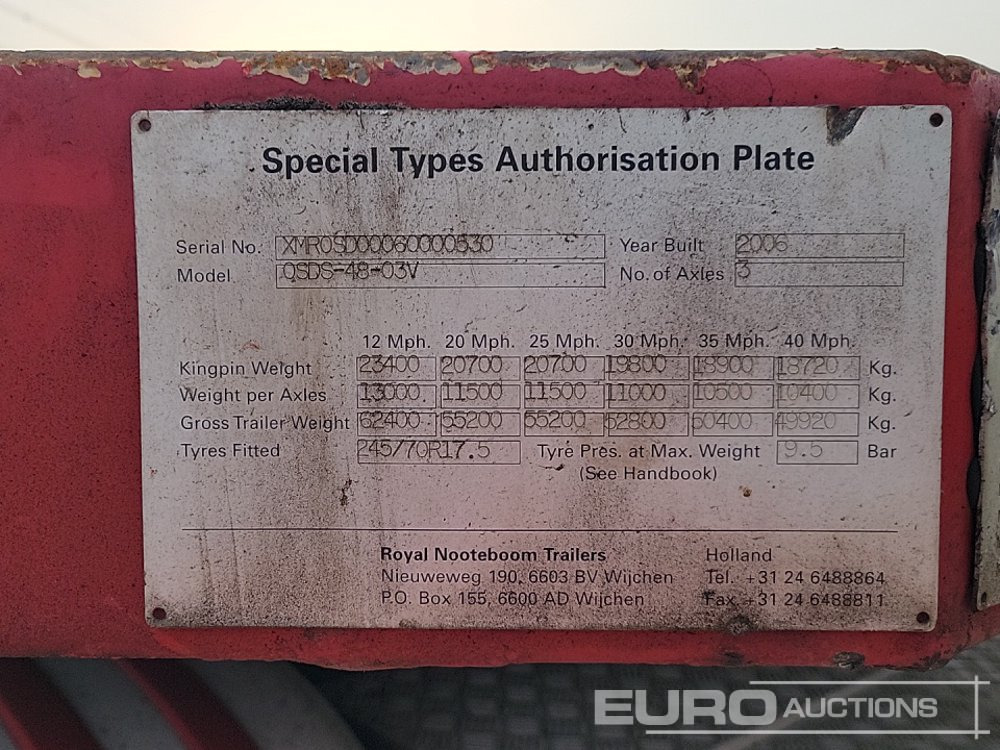 Special Types Authorisation Plate
Serial No. XMR0SD00060000530 Year Built 2006
Model OSDS-48-03V No. of Axles 3
12 Mph. 20 Mph. 25 Mph. 30 Mph. 35 Mph. 40 Mph.
Kingpin Weight 23400 20700 20700 19800 18900 18720 Kg.
Weight per Axles 13000 11500 11500 11000 10500 10400 Kg.
Gross Trailer Weight 62400 55200 55200 52800 50400 49920 Kg.
Tyres Fitted 245/70R17.5 Tyre Pres. at Max. Weight 9.5 Bar
(See Handbook)
Royal Nooteboom Trailers Holland
Nieuweweg 190, 6603 BV Wijchen Tel. +31 24 6488864
P.O. Box 155, 6600 AD Wijchen Fax +31 24 6488811
EURO AUCTIONS